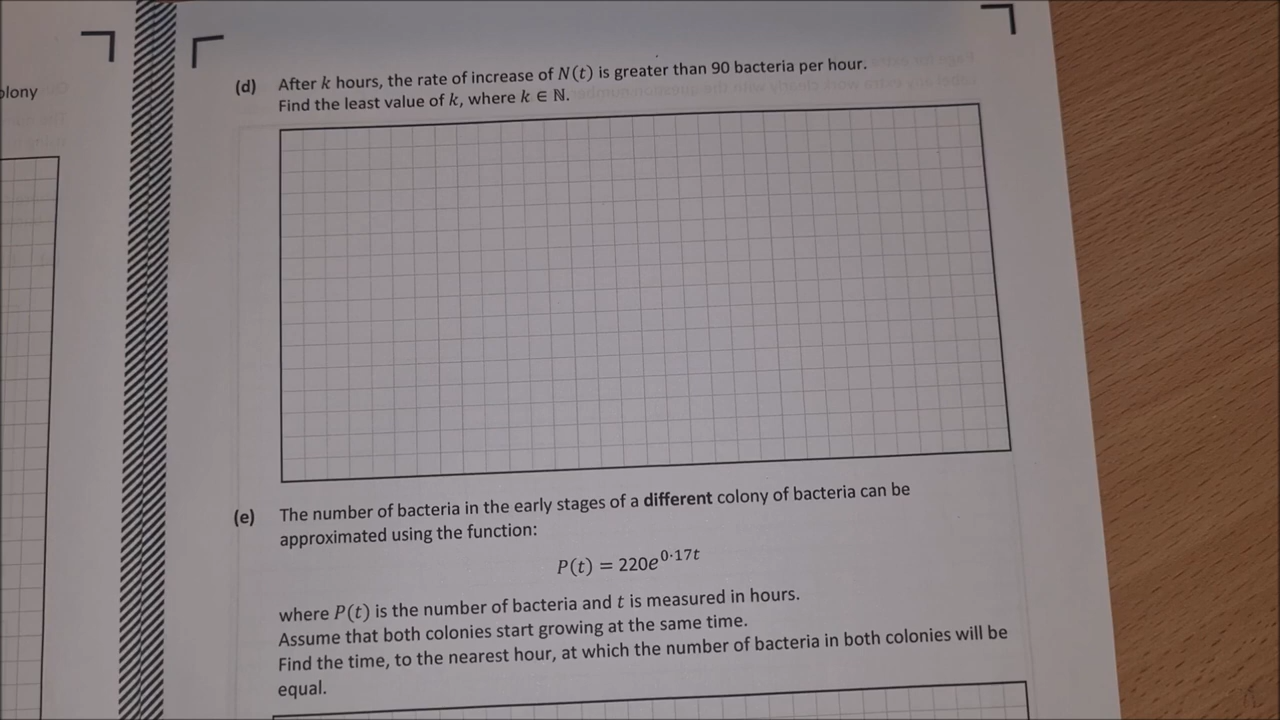 olony
(d) After k hours, the rate of increase of N(t) is greater than 90 bacteria per hour.
Find the least value of k, where k ∈ ℕ.
(e) The number of bacteria in the early stages of a different colony of bacteria can be
approximated using the function:
P(t) = 220e^0·17t
where P(t) is the number of bacteria and t is measured in hours.
Assume that both colonies start growing at the same time.
Find the time, to the nearest hour, at which the number of bacteria in both colonies will be
equal.